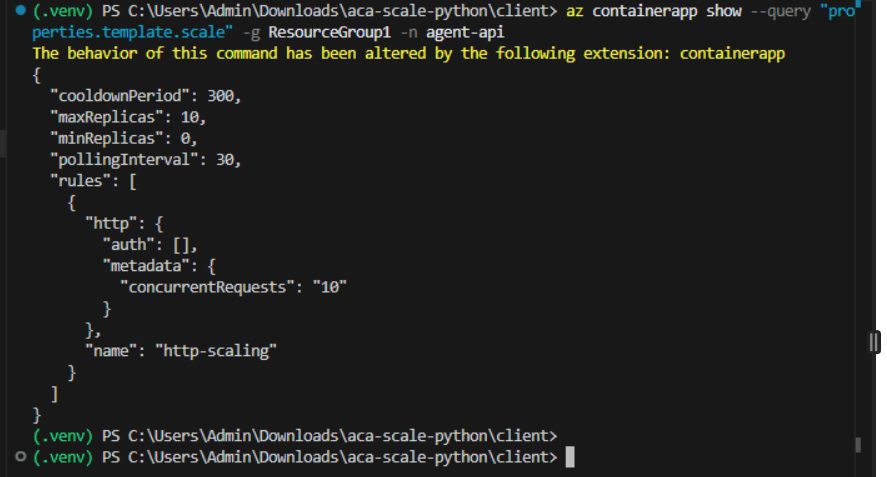 (.venv) PS C:\Users\Admin\Downloads\aca-scale-python\client> az containerapp show --query "pro
perties.template.scale" -g ResourceGroup1 -n agent-api
The behavior of this command has been altered by the following extension: containerapp
{
  "cooldownPeriod": 300,
  "maxReplicas": 10,
  "minReplicas": 0,
  "pollingInterval": 30,
  "rules": [
    {
      "http": {
        "auth": [],
        "metadata": {
          "concurrentRequests": "10"
        }
      },
      "name": "http-scaling"
    }
  ]
}
(.venv) PS C:\Users\Admin\Downloads\aca-scale-python\client>
(.venv) PS C:\Users\Admin\Downloads\aca-scale-python\client>